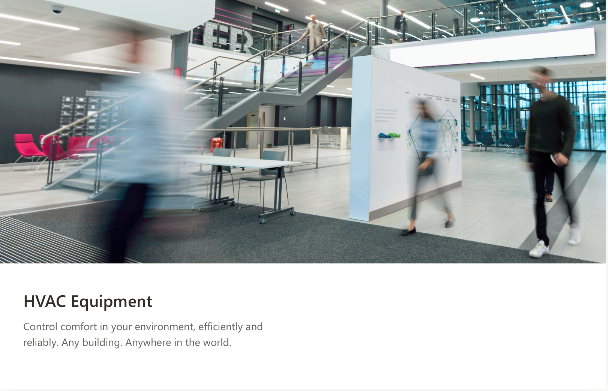 HVAC Equipment
Control comfort in your environment, efficiently and
reliably. Any building. Anywhere in the world.